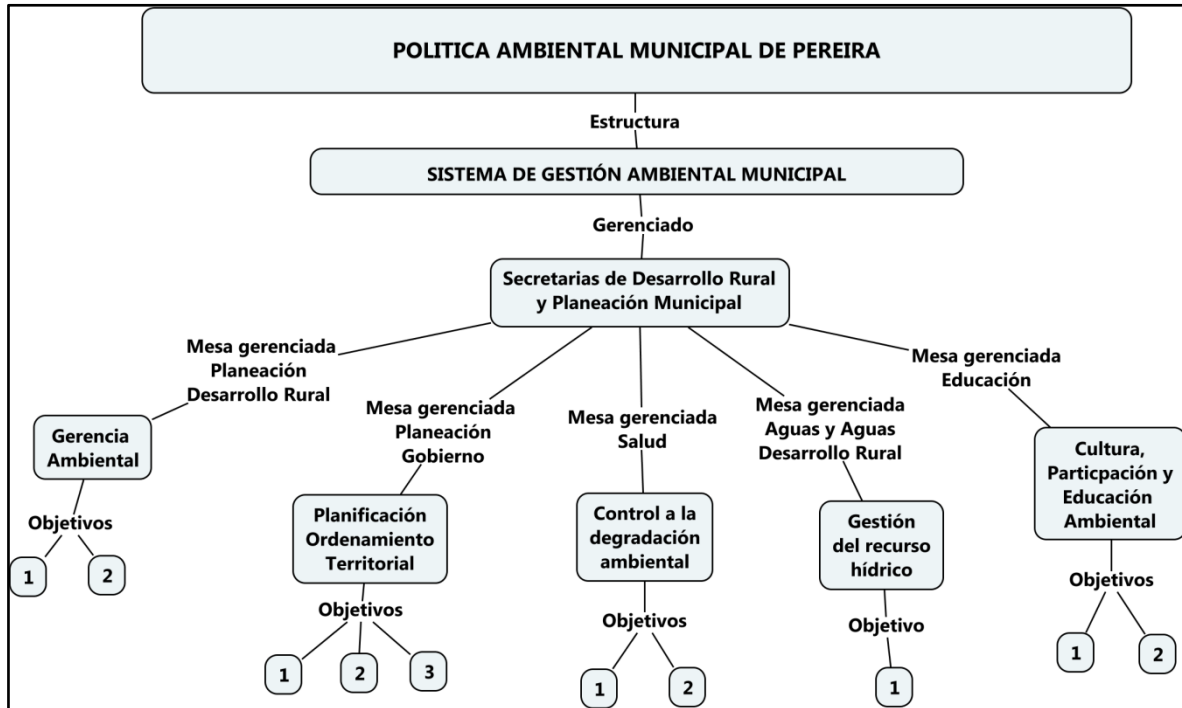 POLITICA AMBIENTAL MUNICIPAL DE PEREIRA
Estructura
SISTEMA DE GESTIÓN AMBIENTAL MUNICIPAL
Gerenciado
Secretarias de Desarrollo Rural
y Planeación Municipal
Mesa gerenciada
Planeación
Desarrollo Rural
Gerencia
Ambiental
Objetivos
1
2
Mesa gerenciada
Planeación
Gobierno
Planificación
Ordenamiento
Territorial
Objetivos
1
2
3
Mesa gerenciada
Salud
Control a la
degradación
ambiental
Objetivos
1
2
Mesa gerenciada
Aguas y Aguas
Desarrollo Rural
Gestión
del recurso
hídrico
Objetivo
1
Mesa gerenciada
Educación
Cultura,
Particpación y
Educación
Ambiental
Objetivos
1
2